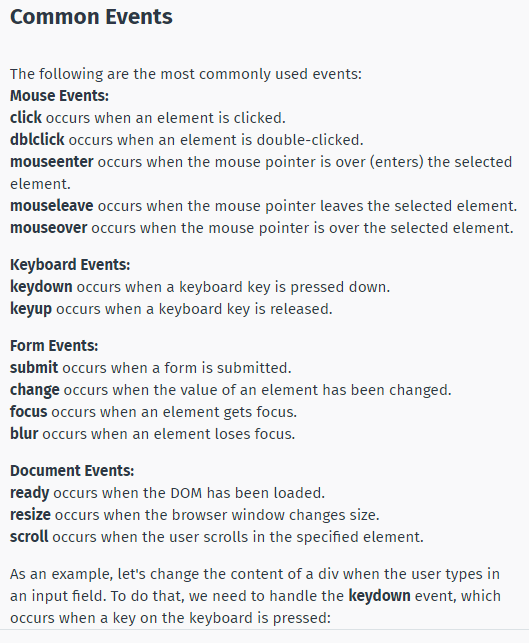 Common Events
The following are the most commonly used events:
Mouse Events:
click occurs when an element is clicked.
dblclick occurs when an element is double-clicked.
mouseenter occurs when the mouse pointer is over (enters) the selected
element.
mouseleave occurs when the mouse pointer leaves the selected element.
mouseover occurs when the mouse pointer is over the selected element.
Keyboard Events:
keydown occurs when a keyboard key is pressed down.
keyup occurs when a keyboard key is released.
Form Events:
submit occurs when a form is submitted.
change occurs when the value of an element has been changed.
focus occurs when an element gets focus.
blur occurs when an element loses focus.
Document Events:
ready occurs when the DOM has been loaded.
resize occurs when the browser window changes size.
scroll occurs when the user scrolls in the specified element.
As an example, let's change the content of a div when the user types in
an input field. To do that, we need to handle the keydown event, which
occurs when a key on the keyboard is pressed: